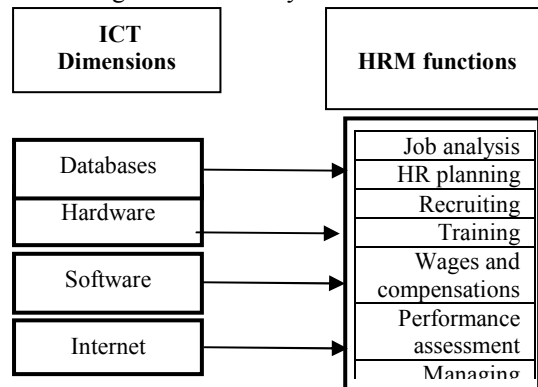 ICT
Dimensions
HRM functions
Databases
Hardware
Software
Internet
Job analysis
HR planning
Recruiting
Training
Wages and
compensations
Performance
assessment
Managing